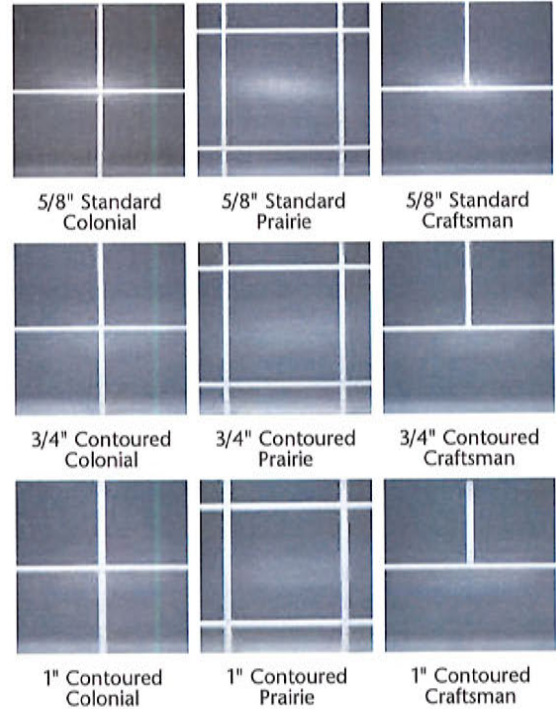 5/8" Standard
Colonial
5/8" Standard
Prairie
5/8" Standard
Craftsman
3/4" Contoured
Colonial
3/4" Contoured
Prairie
3/4" Contoured
Craftsman
1" Contoured
Colonial
1" Contoured
Prairie
1" Contoured
Craftsman